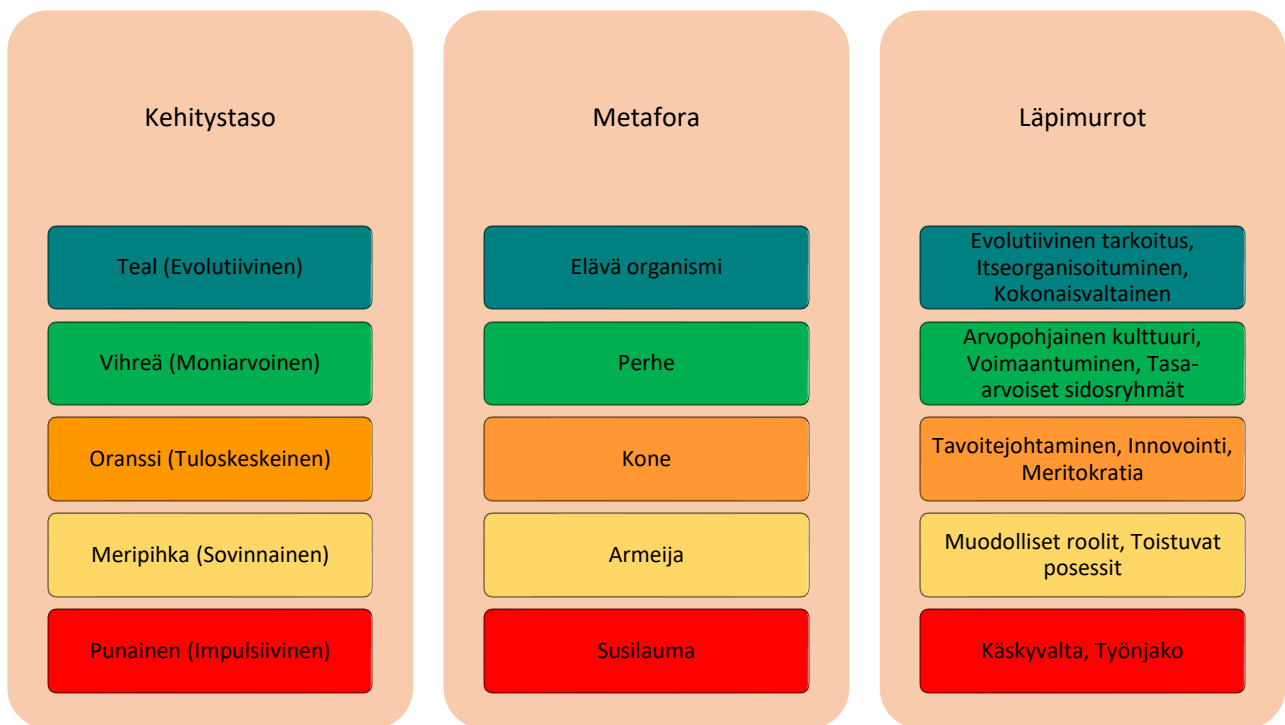 Kehitystaso
Metafora
Läpimurrot
Teal (Evolutiivinen)
Elävä organismi
Evolutiivinen tarkoitus,
Itseorganisoituminen,
Kokonaisvaltainen
Vihreä (Moniarvoinen)
Perhe
Arvopohjainen kulttuuri,
Voimaantuminen, Tasa-
arvoiset sidosryhmät
Oranssi (Tuloskeskeinen)
Kone
Tavoitejohtaminen, Innovointi,
Meritokratia
Meripihka (Sovinnainen)
Armeija
Muodolliset roolit, Toistuvat
posessit
Punainen (Impulsiivinen)
Susilauma
Käskyvalta, Työnjako